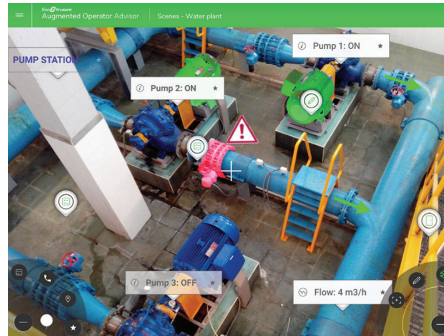 EcoStruxure
Augmented Operator Advisor
Scenes - Water plant
PUMP STATION
Pump 1: ON
Pump 2: ON
Pump 3: OFF
Flow: 4 m3/h